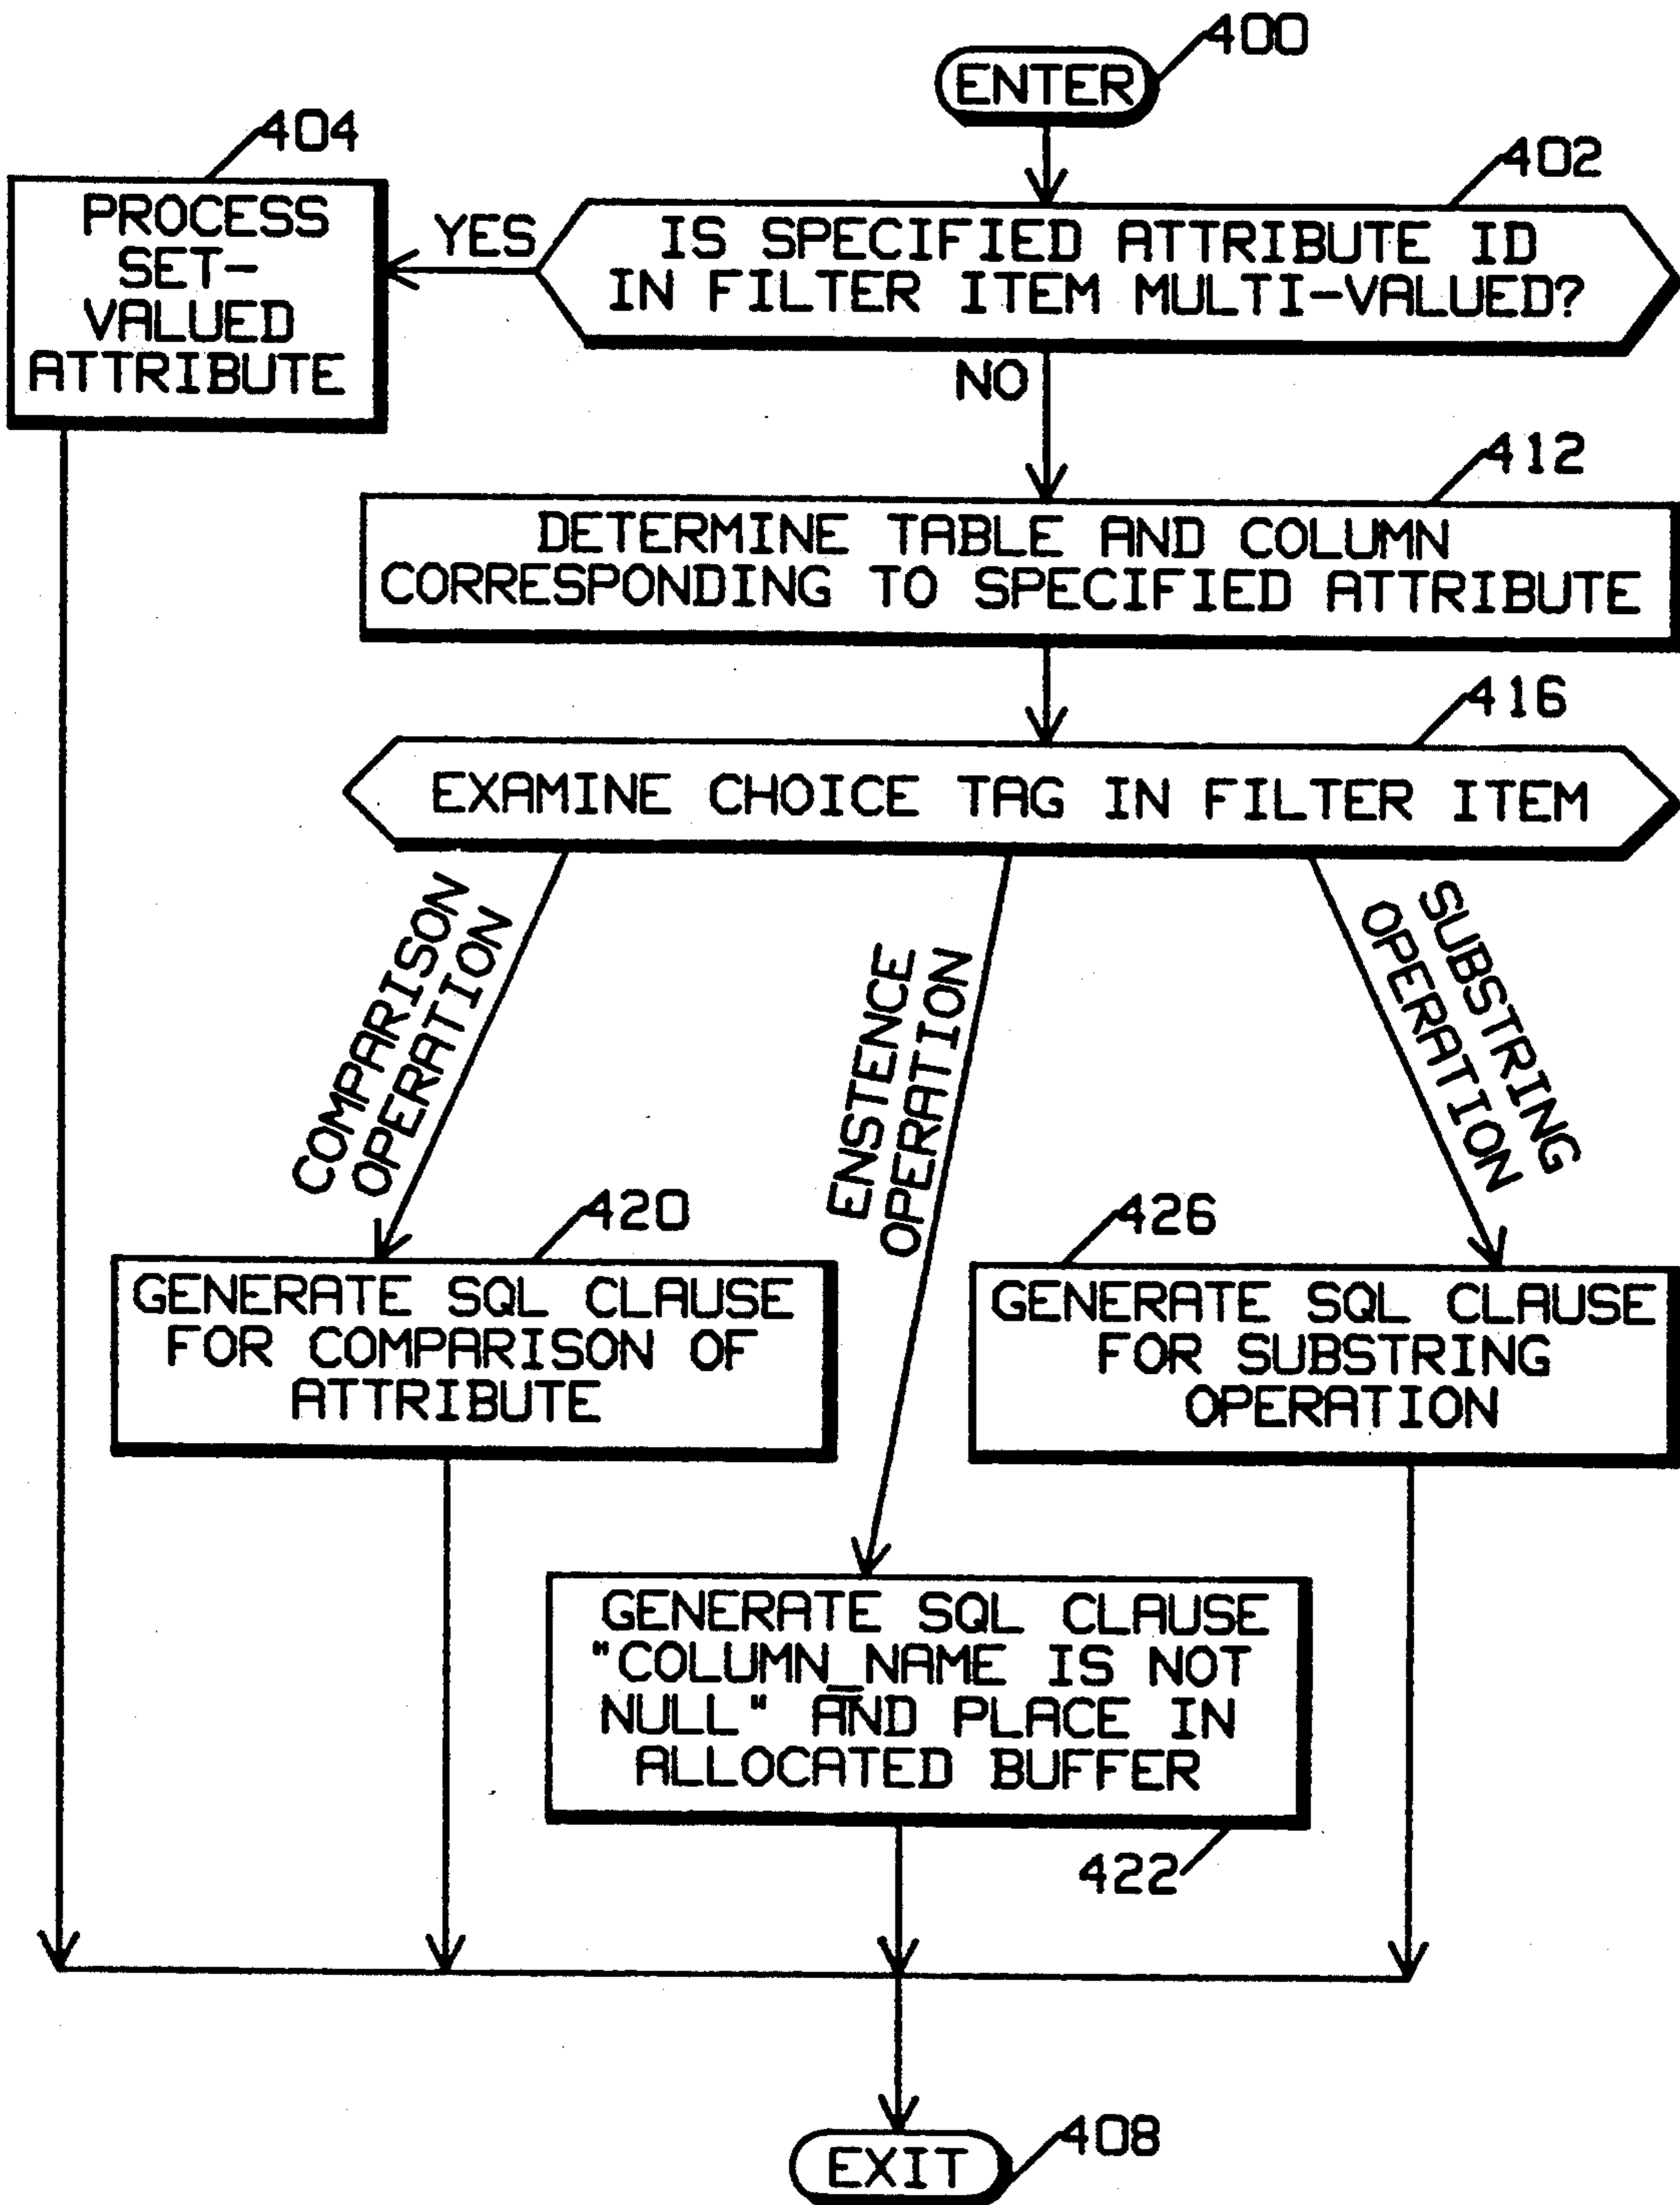 400
ENTER
404
402
PROCESS
SET-
VALUED
ATTRIBUTE
YES
IS SPECIFIED ATTRIBUTE ID
IN FILTER ITEM MULTI-VALUED?
NO
412
DETERMINE TABLE AND COLUMN
CORRESPONDING TO SPECIFIED ATTRIBUTE
416
EXAMINE CHOICE TAG IN FILTER ITEM
COMPARISON
OPERATION
ENSTENCE
OPERATION
SUBSTRING
OPERATION
420
GENERATE SQL CLAUSE
FOR COMPARISON OF
ATTRIBUTE
426
GENERATE SQL CLAUSE
FOR SUBSTRING
OPERATION
GENERATE SQL CLAUSE
"COLUMN_NAME IS NOT
NULL" AND PLACE IN
ALLOCATED BUFFER
422
EXIT
408